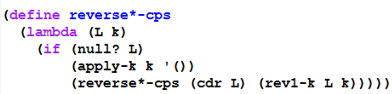 (define reverse*-cps
(lambda (L k)
(if (null? L)
(apply-k k '())
(reverse*-cps (cdr L) (rev1-k L k)))))